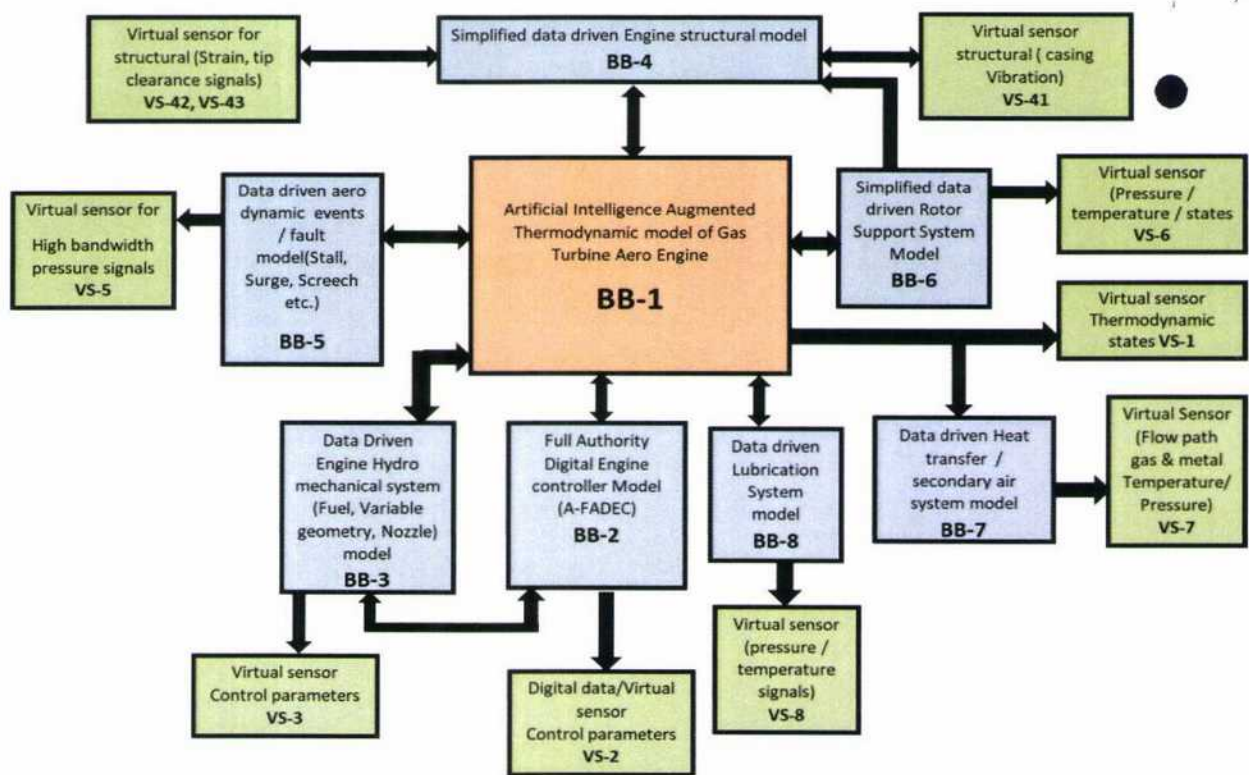 Virtual sensor for
structural (Strain, tip
clearance signals)
VS-42, VS-43
Simplified data driven Engine structural model
BB-4
Virtual sensor
structural ( casing
Vibration)
VS-41
Virtual sensor for
High bandwidth
pressure signals
VS-5
Data driven aero
dynamic events
/ fault
model(Stall,
Surge, Screech
etc.)
BB-5
Artificial Intelligence Augmented
Thermodynamic model of Gas
Turbine Aero Engine
BB-1
Simplified data
driven Rotor
Support System
Model
BB-6
Virtual sensor
(Pressure /
temperature / states
VS-6
Virtual sensor
Thermodynamic
states VS-1
Data Driven
Engine Hydro
mechanical system
(Fuel, Variable
geometry, Nozzle)
model
BB-3
Full Authority
Digital Engine
controller Model
(A-FADEC)
BB-2
Data driven
Lubrication
System
model
BB-8
Data driven Heat
transfer /
secondary air
system model
BB-7
Virtual Sensor
(Flow path
gas & metal
Temperature/
Pressure)
VS-7
Virtual sensor
Control parameters
VS-3
Digital data/Virtual
sensor
Control parameters
VS-2
Virtual sensor
(pressure /
temperature
signals)
VS-8